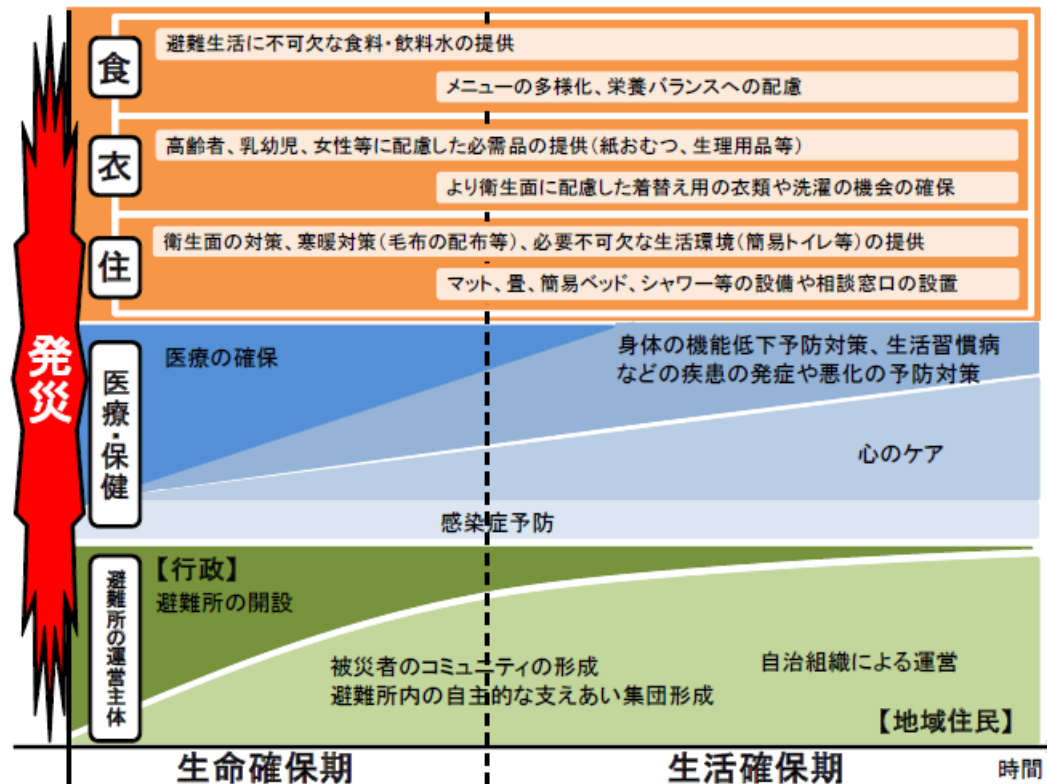 発災
食
避難生活に不可欠な食料・飲料水の提供
メニューの多様化、栄養バランスへの配慮
衣
高齢者、乳幼児、女性等に配慮した必需品の提供(紙おむつ、生理用品等)
より衛生面に配慮した着替え用の衣類や洗濯の機会の確保
住
衛生面の対策、寒暖対策(毛布の配布等)、必要不可欠な生活環境(簡易トイレ等)の提供
マット、畳、簡易ベッド、シャワー等の設備や相談窓口の設置
医療・保健
医療の確保
身体の機能低下予防対策、生活習慣病
などの疾患の発症や悪化の予防対策
心のケア
感染症予防
避難所の運営主体
【行政】
避難所の開設
被災者のコミュニティの形成
避難所内の自主的な支えあい集団形成
自治組織による運営
【地域住民】
生命確保期
生活確保期
時間